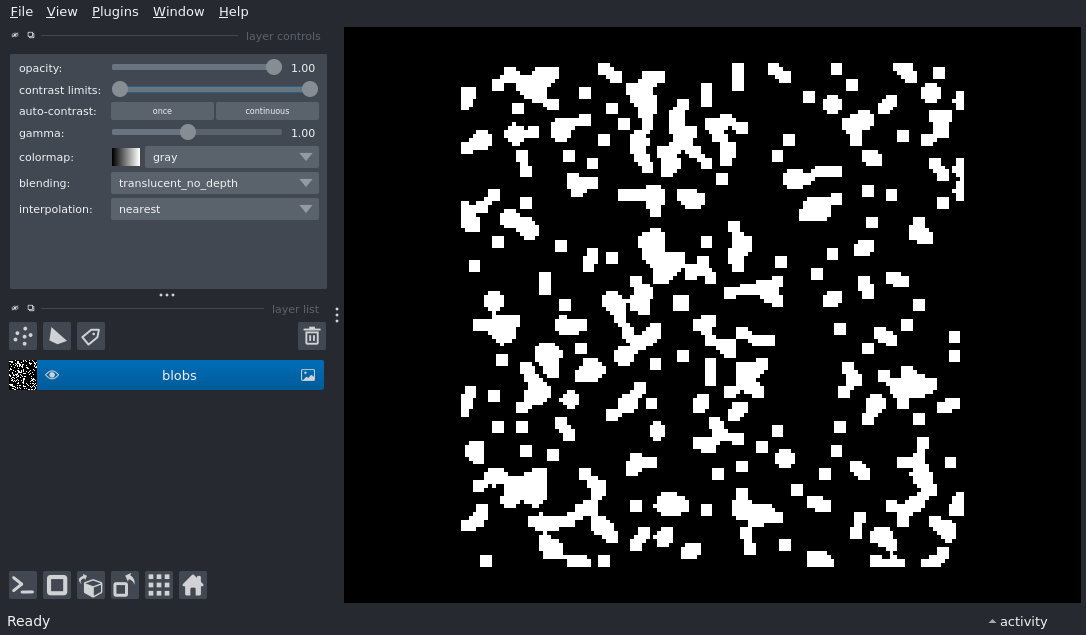 File View Plugins Window Help
layer controls
opacity: 1.00
contrast limits:
auto-contrast: once continuous
gamma: 1.00
colormap: gray
blending: translucent_no_depth
interpolation: nearest
layer list
blobs
Ready activity